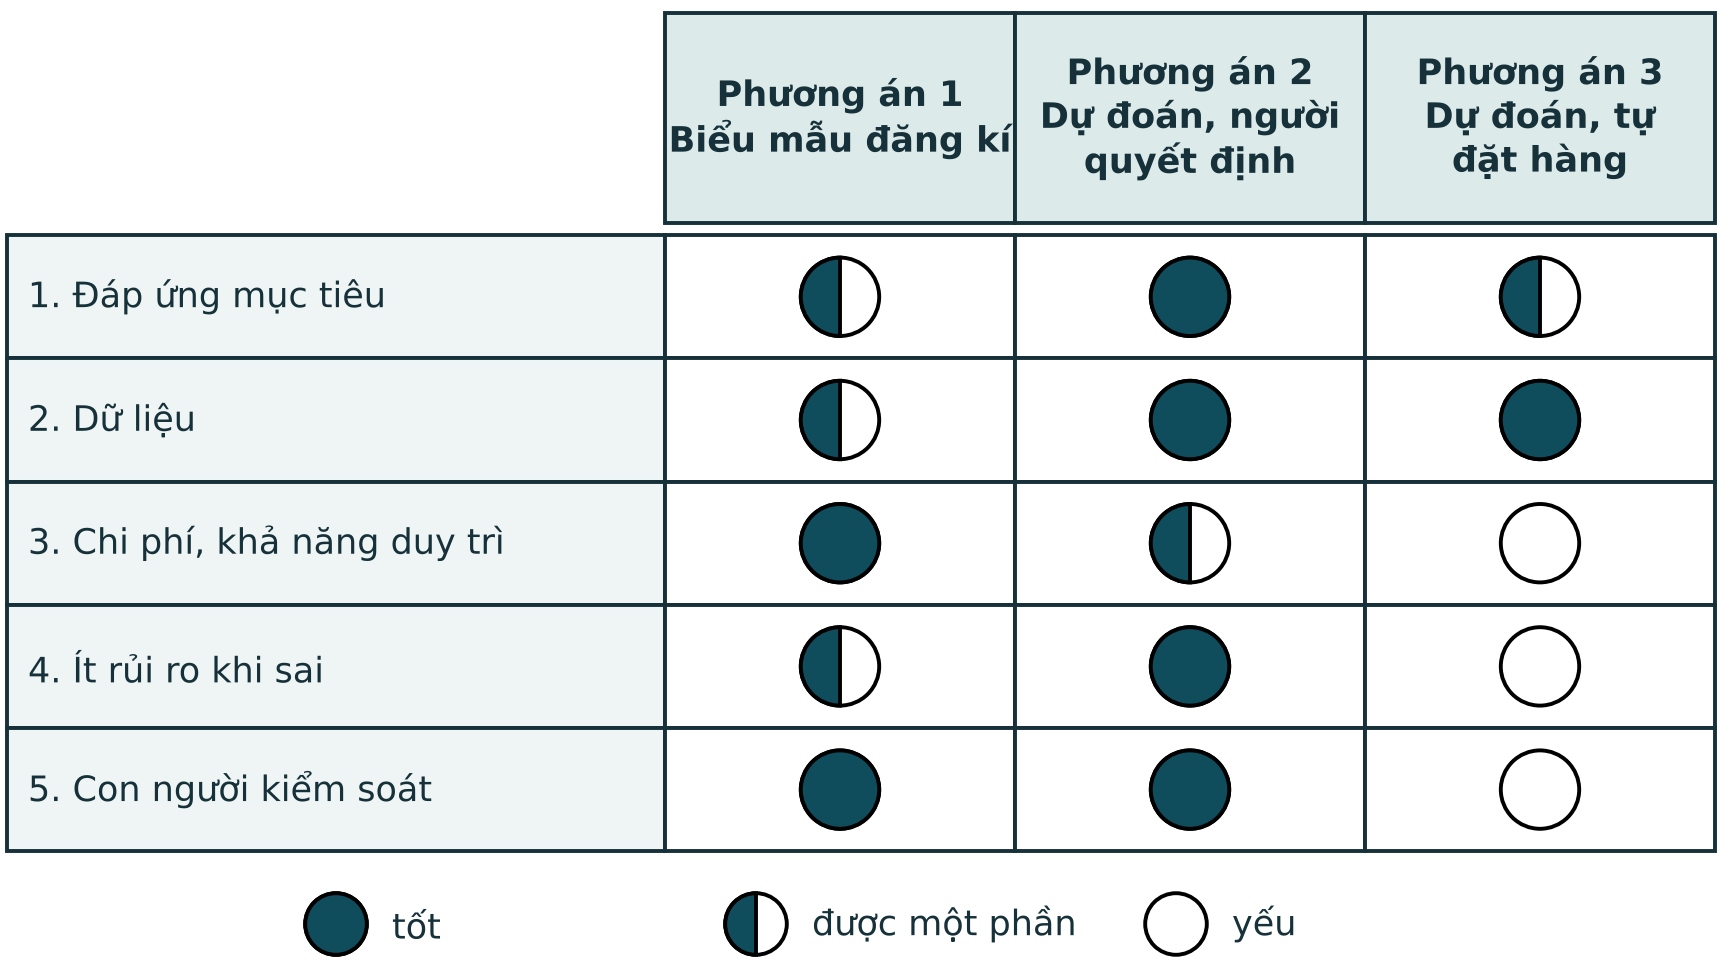 Phương án 1
Biểu mẫu đăng kí
Phương án 2
Dự đoán, người
quyết định
Phương án 3
Dự đoán, tự
đặt hàng
1. Đáp ứng mục tiêu
2. Dữ liệu
3. Chi phí, khả năng duy trì
4. Ít rủi ro khi sai
5. Con người kiểm soát
tốt
được một phần
yếu